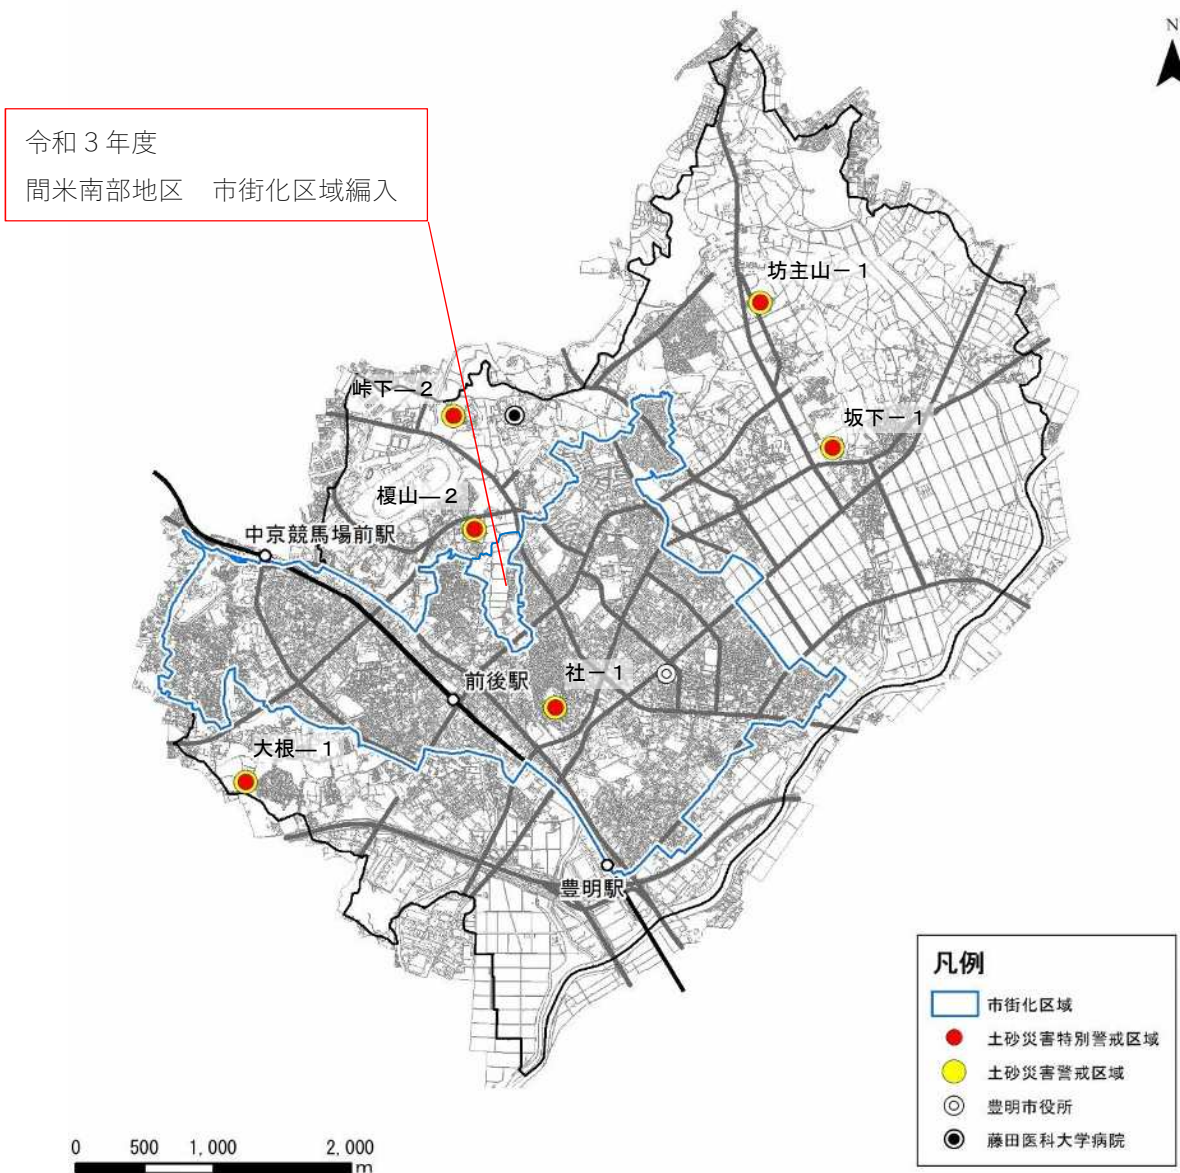 N
令和３年度
間米南部地区　市街化区域編入
坊主山－１
峠下―２
坂下－１
榎山―２
中京競馬場前駅
社－１
前後駅
大根―１
豊明駅
凡例
市街化区域
土砂災害特別警戒区域
土砂災害警戒区域
豊明市役所
藤田医科大学病院
0 500 1,000 2,000
m